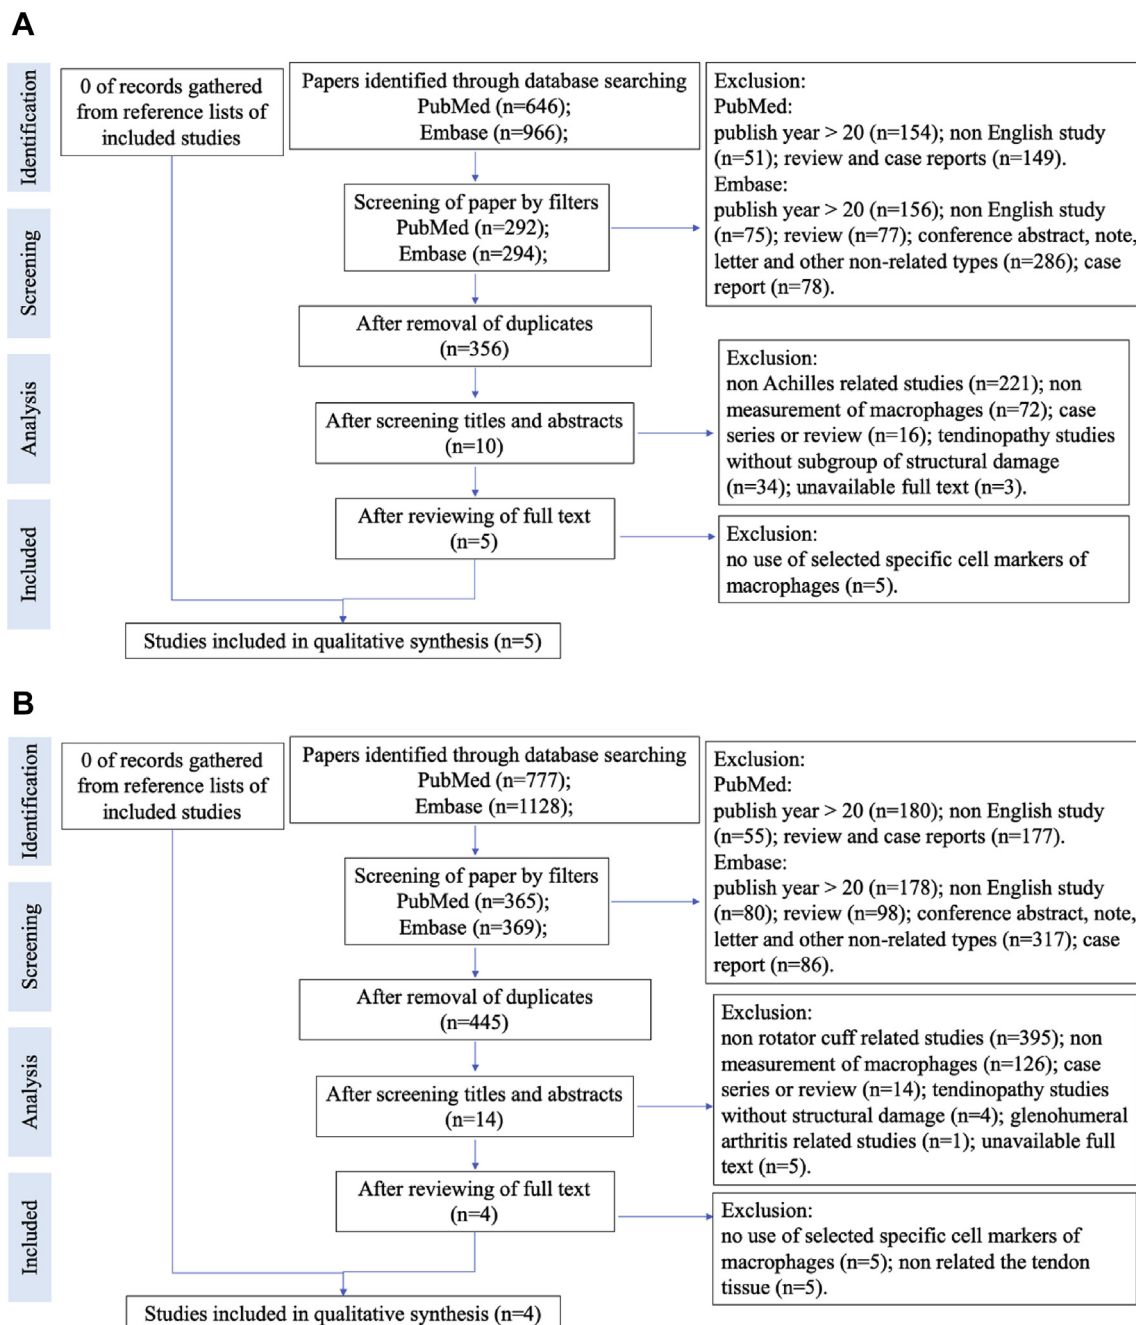 A
Identification
0 of records gathered
from reference lists of
included studies
Papers identified through database searching
PubMed (n=646);
Embase (n=966);
Exclusion:
PubMed:
publish year > 20 (n=154); non English study
(n=51); review and case reports (n=149).
Embase:
publish year > 20 (n=156); non English study
(n=75); review (n=77); conference abstract, note,
letter and other non-related types (n=286); case
report (n=78).
Screening
Screening of paper by filters
PubMed (n=292);
Embase (n=294);
After removal of duplicates
(n=356)
Analysis
After screening titles and abstracts
(n=10)
Exclusion:
non Achilles related studies (n=221); non
measurement of macrophages (n=72); case
series or review (n=16); tendinopathy studies
without subgroup of structural damage
(n=34); unavailable full text (n=3).
Included
After reviewing of full text
(n=5)
Exclusion:
no use of selected specific cell markers of
macrophages (n=5).
Studies included in qualitative synthesis (n=5)
B
Identification
0 of records gathered
from reference lists of
included studies
Papers identified through database searching
PubMed (n=777);
Embase (n=1128);
Exclusion:
PubMed:
publish year > 20 (n=180); non English study
(n=55); review and case reports (n=177).
Embase:
publish year > 20 (n=178); non English study
(n=80); review (n=98); conference abstract, note,
letter and other non-related types (n=317); case
report (n=86).
Screening
Screening of paper by filters
PubMed (n=365);
Embase (n=369);
After removal of duplicates
(n=445)
Analysis
After screening titles and abstracts
(n=14)
Exclusion:
non rotator cuff related studies (n=395); non
measurement of macrophages (n=126); case
series or review (n=14); tendinopathy studies
without structural damage (n=4); glenohumeral
arthritis related studies (n=1); unavailable full
text (n=5).
Included
After reviewing of full text
(n=4)
Exclusion:
no use of selected specific cell markers of
macrophages (n=5); non related the tendon
tissue (n=5).
Studies included in qualitative synthesis (n=4)